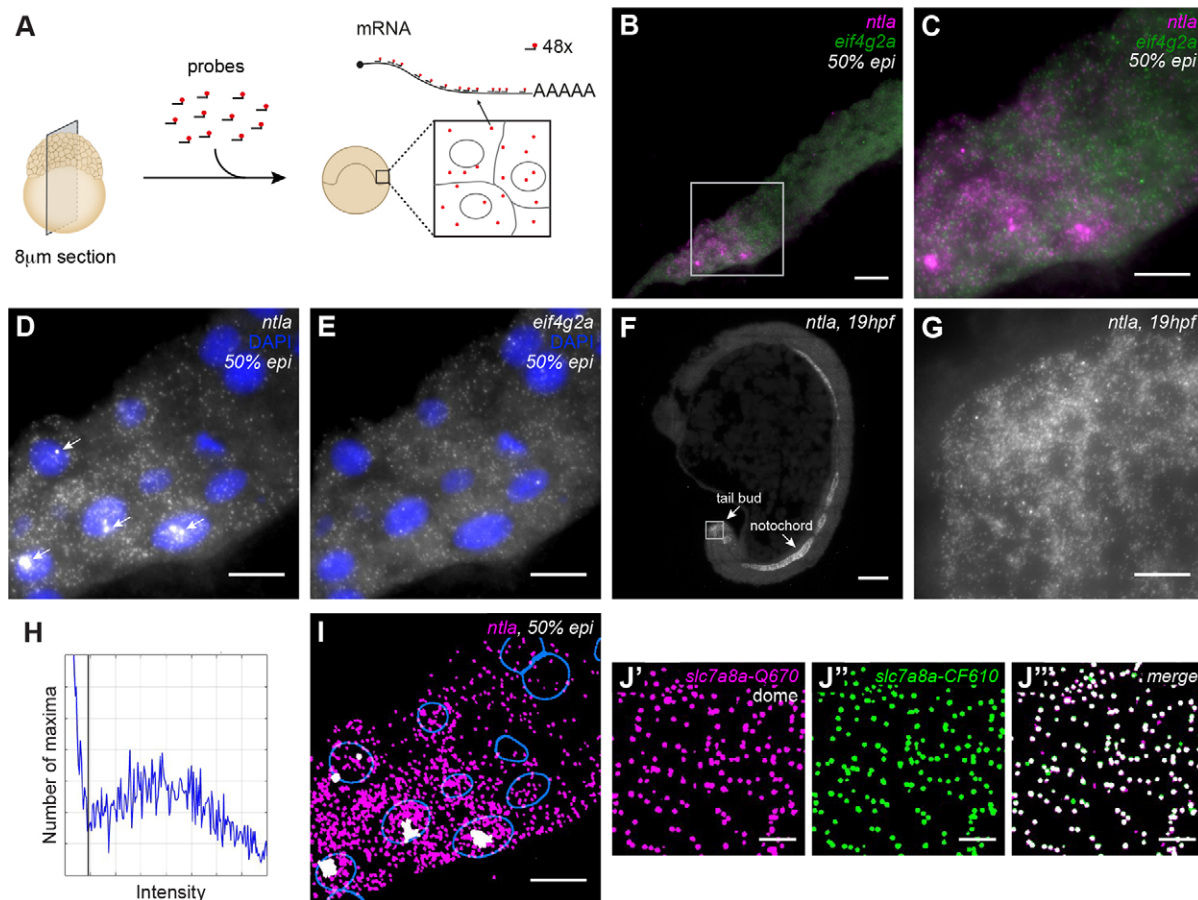 A
probes
8μm section
mRNA
48x
AAAAA
B
ntla
eif4g2a
50% epi
C
ntla
eif4g2a
50% epi
D
ntla
DAPI
50% epi
E
eif4g2a
DAPI
50% epi
F
ntla, 19hpf
tail bud
notochord
G
ntla, 19hpf
H
Number of maxima
Intensity
I
ntla, 50% epi
J'
slc7a8a-Q670
dome
J"
slc7a8a-CF610
J"'
merge